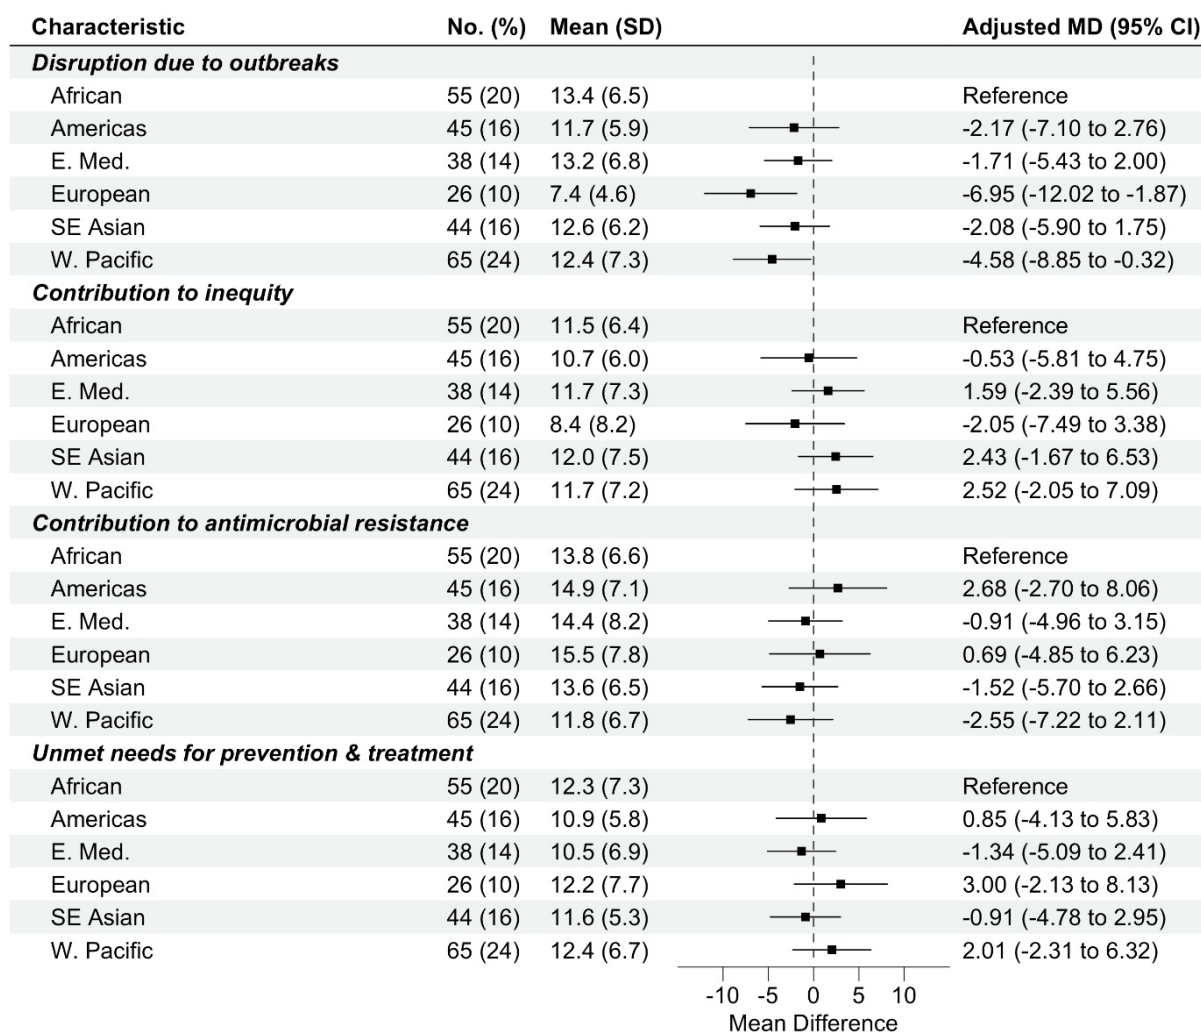 Characteristic No. (%) Mean (SD) Adjusted MD (95% CI)
Disruption due to outbreaks
African 55 (20) 13.4 (6.5) Reference
Americas 45 (16) 11.7 (5.9) -2.17 (-7.10 to 2.76)
E. Med. 38 (14) 13.2 (6.8) -1.71 (-5.43 to 2.00)
European 26 (10) 7.4 (4.6) -6.95 (-12.02 to -1.87)
SE Asian 44 (16) 12.6 (6.2) -2.08 (-5.90 to 1.75)
W. Pacific 65 (24) 12.4 (7.3) -4.58 (-8.85 to -0.32)
Contribution to inequity
African 55 (20) 11.5 (6.4) Reference
Americas 45 (16) 10.7 (6.0) -0.53 (-5.81 to 4.75)
E. Med. 38 (14) 11.7 (7.3) 1.59 (-2.39 to 5.56)
European 26 (10) 8.4 (8.2) -2.05 (-7.49 to 3.38)
SE Asian 44 (16) 12.0 (7.5) 2.43 (-1.67 to 6.53)
W. Pacific 65 (24) 11.7 (7.2) 2.52 (-2.05 to 7.09)
Contribution to antimicrobial resistance
African 55 (20) 13.8 (6.6) Reference
Americas 45 (16) 14.9 (7.1) 2.68 (-2.70 to 8.06)
E. Med. 38 (14) 14.4 (8.2) -0.91 (-4.96 to 3.15)
European 26 (10) 15.5 (7.8) 0.69 (-4.85 to 6.23)
SE Asian 44 (16) 13.6 (6.5) -1.52 (-5.70 to 2.66)
W. Pacific 65 (24) 11.8 (6.7) -2.55 (-7.22 to 2.11)
Unmet needs for prevention & treatment
African 55 (20) 12.3 (7.3) Reference
Americas 45 (16) 10.9 (5.8) 0.85 (-4.13 to 5.83)
E. Med. 38 (14) 10.5 (6.9) -1.34 (-5.09 to 2.41)
European 26 (10) 12.2 (7.7) 3.00 (-2.13 to 8.13)
SE Asian 44 (16) 11.6 (5.3) -0.91 (-4.78 to 2.95)
W. Pacific 65 (24) 12.4 (6.7) 2.01 (-2.31 to 6.32)
-10 -5 0 5 10
Mean Difference